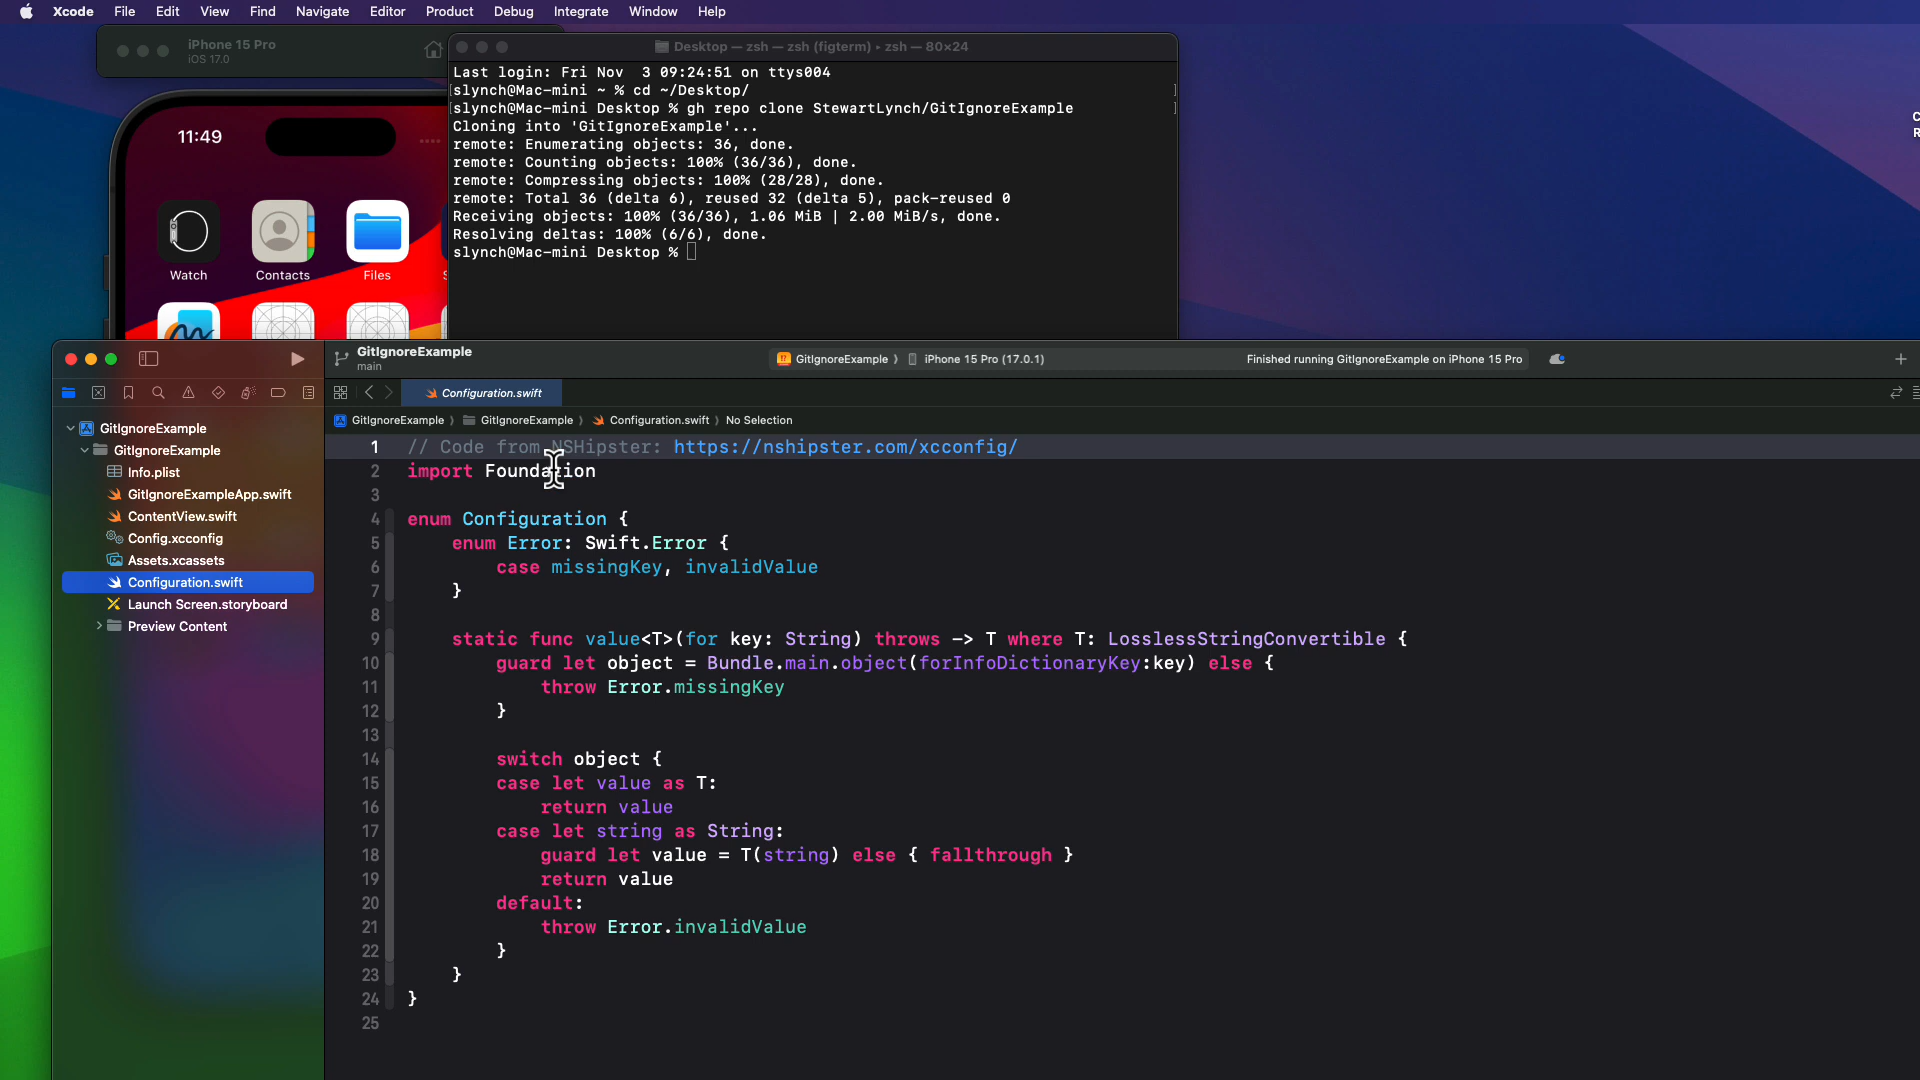 Xcode File Edit View Find Navigate Editor Product Debug Integrate Window Help
iPhone 15 Pro
iOS 17.0
Desktop — zsh — zsh (figterm) ▸ zsh — 80×24
Last login: Fri Nov  3 09:24:51 on ttys004
[slynch@Mac-mini ~ % cd ~/Desktop/ ]
[slynch@Mac-mini Desktop % gh repo clone StewartLynch/GitIgnoreExample ]
Cloning into 'GitIgnoreExample'...
remote: Enumerating objects: 36, done.
remote: Counting objects: 100% (36/36), done.
remote: Compressing objects: 100% (28/28), done.
remote: Total 36 (delta 6), reused 32 (delta 5), pack-reused 0
Receiving objects: 100% (36/36), 1.06 MiB | 2.00 MiB/s, done.
Resolving deltas: 100% (6/6), done.
slynch@Mac-mini Desktop %
11:49
Watch
Contacts
Files
GitIgnoreExample
main
GitIgnoreExample ⟩ iPhone 15 Pro (17.0.1)
Finished running GitIgnoreExample on iPhone 15 Pro
Configuration.swift
GitIgnoreExample ⟩ GitIgnoreExample ⟩ Configuration.swift ⟩ No Selection
GitIgnoreExample
GitIgnoreExample
Info.plist
GitIgnoreExampleApp.swift
ContentView.swift
Config.xcconfig
Assets.xcassets
Configuration.swift
Launch Screen.storyboard
Preview Content
1 // Code from NSHipster: https://nshipster.com/xcconfig/
2 import Foundation
3
4 enum Configuration {
5     enum Error: Swift.Error {
6         case missingKey, invalidValue
7     }
8
9     static func value<T>(for key: String) throws -> T where T: LosslessStringConvertible {
10         guard let object = Bundle.main.object(forInfoDictionaryKey:key) else {
11             throw Error.missingKey
12         }
13
14         switch object {
15         case let value as T:
16             return value
17         case let string as String:
18             guard let value = T(string) else { fallthrough }
19             return value
20         default:
21             throw Error.invalidValue
22         }
23     }
24 }
25